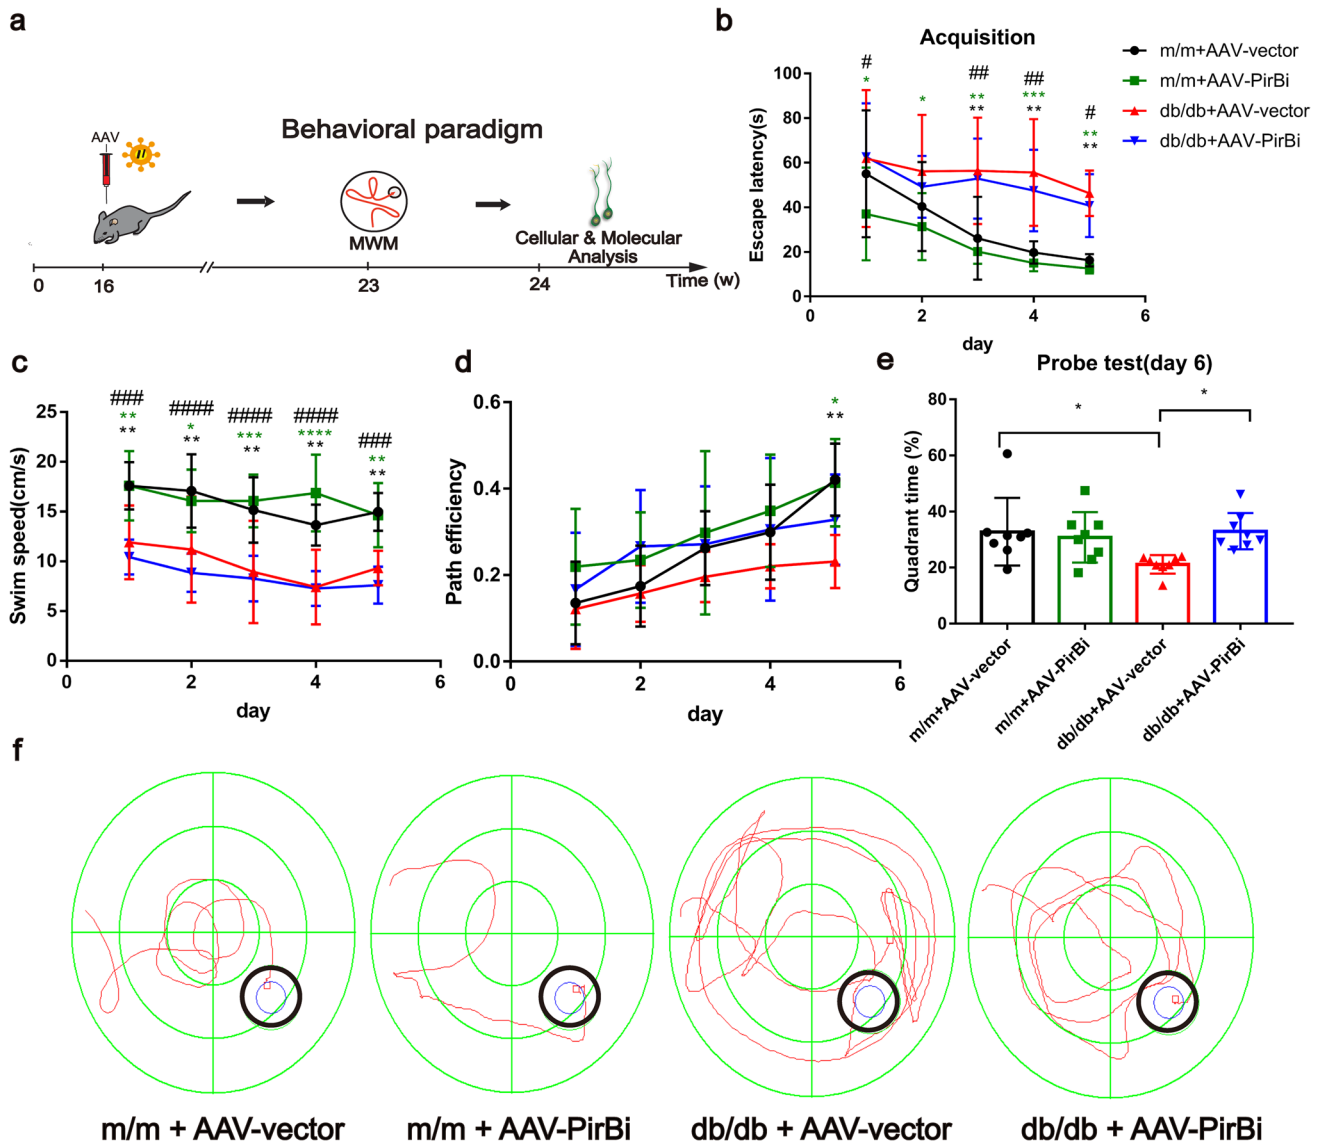 a
Behavioral paradigm
AAV
MWM
Cellular & Molecular
Analysis
0
16
23
24
Time (w)
b
Acquisition
Escape latency(s)
100
80
60
40
20
0
0
2
4
6
day
#
*
*
##
**
**
##
***
**
#
**
**
m/m+AAV-vector
m/m+AAV-PirBi
db/db+AAV-vector
db/db+AAV-PirBi
c
Swim speed(cm/s)
25
20
15
10
5
0
0
2
4
6
day
###
**
**
####
*
**
####
***
**
####
****
**
###
**
**
d
Path efficiency
0.6
0.4
0.2
0.0
0
2
4
6
day
*
**
e
Probe test(day 6)
Quadrant time (%)
80
60
40
20
0
*
*
m/m+AAV-vector
m/m+AAV-PirBi
db/db+AAV-vector
db/db+AAV-PirBi
f
m/m + AAV-vector
m/m + AAV-PirBi
db/db + AAV-vector
db/db + AAV-PirBi